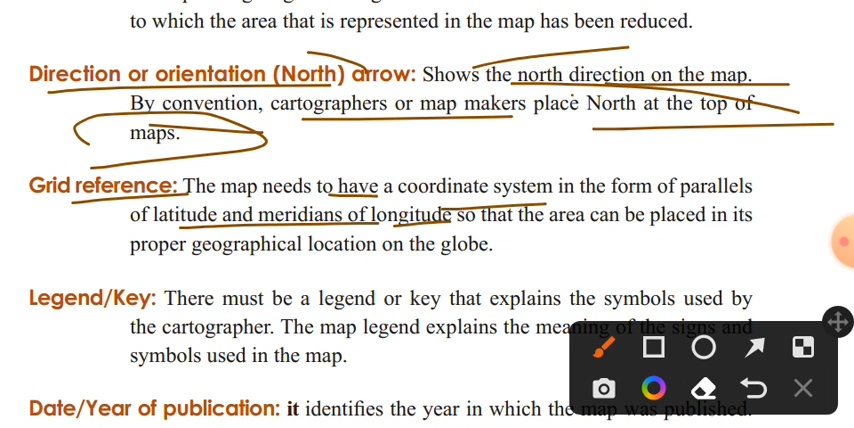 to which the area that is represented in the map has been reduced.
Direction or orientation (North) arrow: Shows the north direction on the map.
By convention, cartographers or map makers place North at the top of
maps.
Grid reference: The map needs to have a coordinate system in the form of parallels
of latitude and meridians of longitude so that the area can be placed in its
proper geographical location on the globe.
Legend/Key: There must be a legend or key that explains the symbols used by
the cartographer. The map legend explains the meaning of the signs and
symbols used in the map.
Date/Year of publication: it identifies the year in which the map was published.